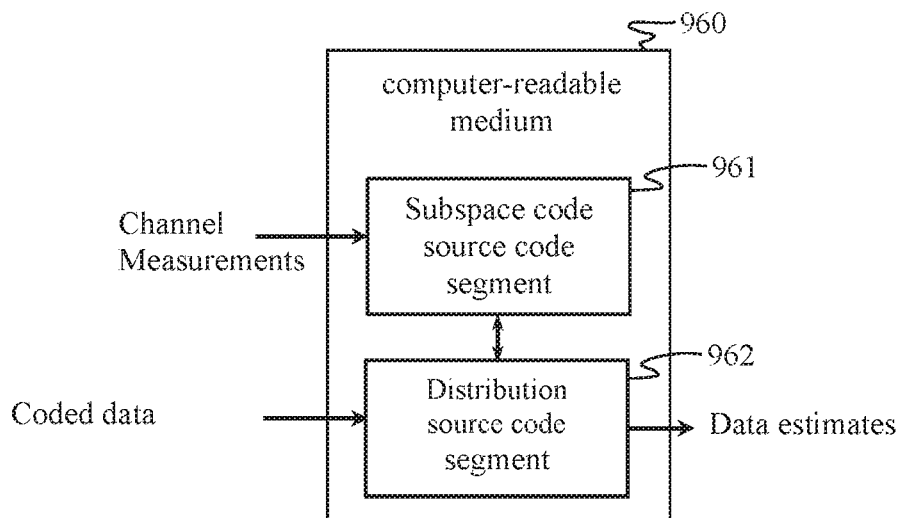 960
computer-readable
medium
961
Subspace code
source code
segment
Channel
Measurements
962
Distribution
source code
segment
Coded data
Data estimates